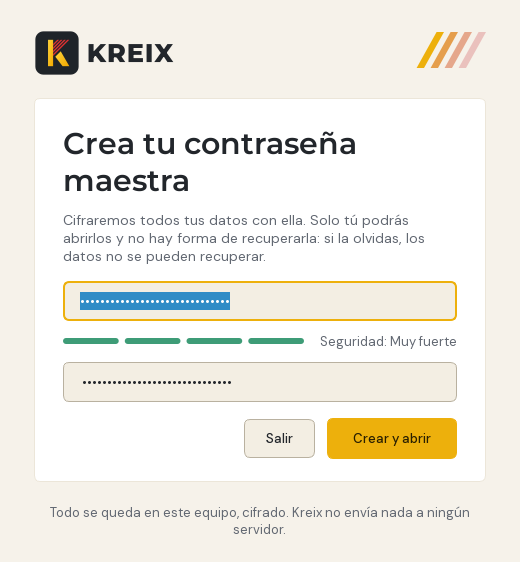 KREIX
Crea tu contraseña
maestra
Cifraremos todos tus datos con ella. Solo tú podrás
abrirlos y no hay forma de recuperarla: si la olvidas, los
datos no se pueden recuperar.
Seguridad: Muy fuerte
Salir
Crear y abrir
Todo se queda en este equipo, cifrado. Kreix no envía nada a ningún
servidor.